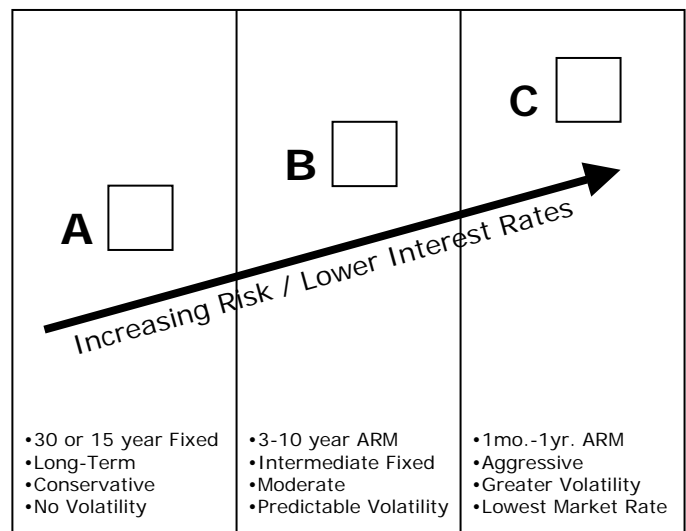 A
B
C
Increasing Risk / Lower Interest Rates
•30 or 15 year Fixed
•Long-Term
•Conservative
•No Volatility
•3-10 year ARM
•Intermediate Fixed
•Moderate
•Predictable Volatility
•1mo.-1yr. ARM
•Aggressive
•Greater Volatility
•Lowest Market Rate